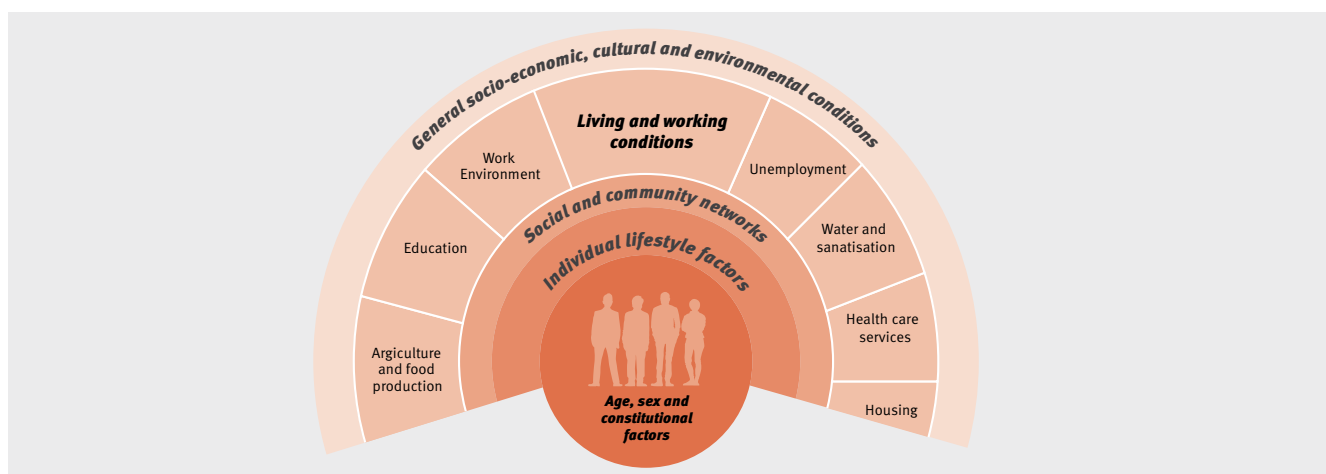 General socio-economic, cultural and environmental conditions
Living and working
conditions
Work
Environment
Unemployment
Education
Water and
sanatisation
Argiculture
and food
production
Health care
services
Housing
Social and community networks
Individual lifestyle factors
Age, sex and
constitutional
factors